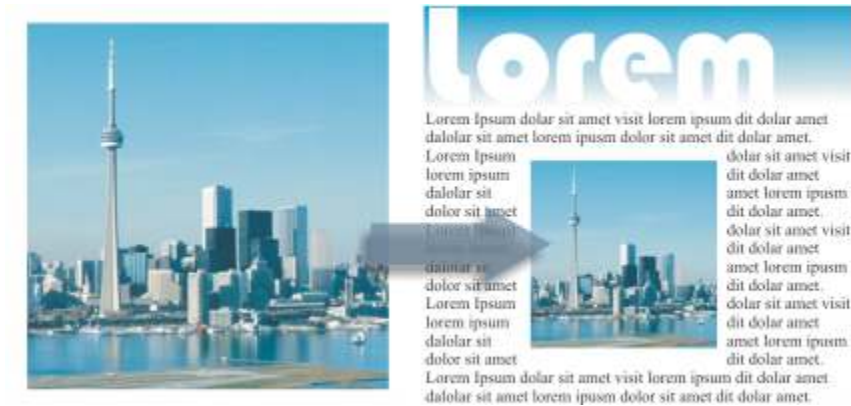 Lorem
Lorem Ipsum dolar sit amet visit lorem ipsum dit dolar amet
dalolar sit amet lorem ipusm dolor sit amet dit dolar amet.
Lorem Ipsum dolar sit amet visit
lorem ipsum dit dolar amet
dalolar sit amet lorem ipusm
dolor sit amet dit dolar amet.
dolar sit amet visit
dit dolar amet
dalolar sit amet lorem ipusm
dolor sit amet dit dolar amet.
Lorem Ipsum dolar sit amet visit
lorem ipsum dit dolar amet
dalolar sit amet lorem ipusm
dolor sit amet dit dolar amet.
Lorem Ipsum dolar sit amet visit lorem ipsum dit dolar amet
dalolar sit amet lorem ipusm dolor sit amet dit dolar amet.